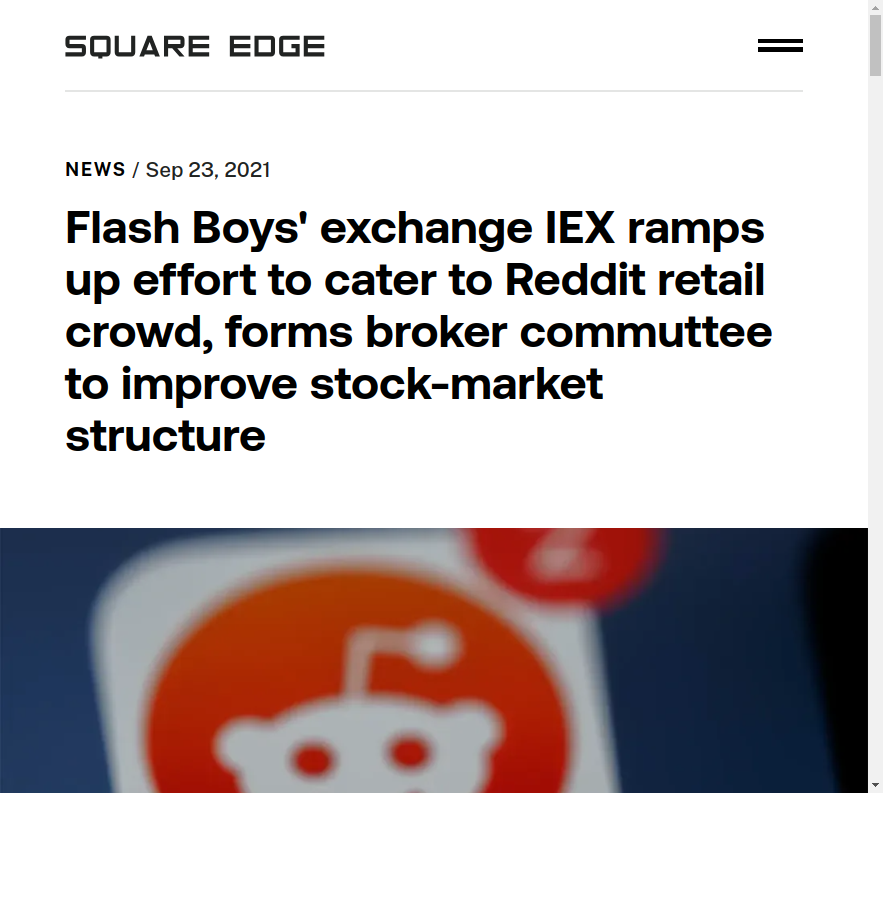 SQUARE EDGE
NEWS / Sep 23, 2021
Flash Boys' exchange IEX ramps
up effort to cater to Reddit retail
crowd, forms broker commuttee
to improve stock-market
structure
2